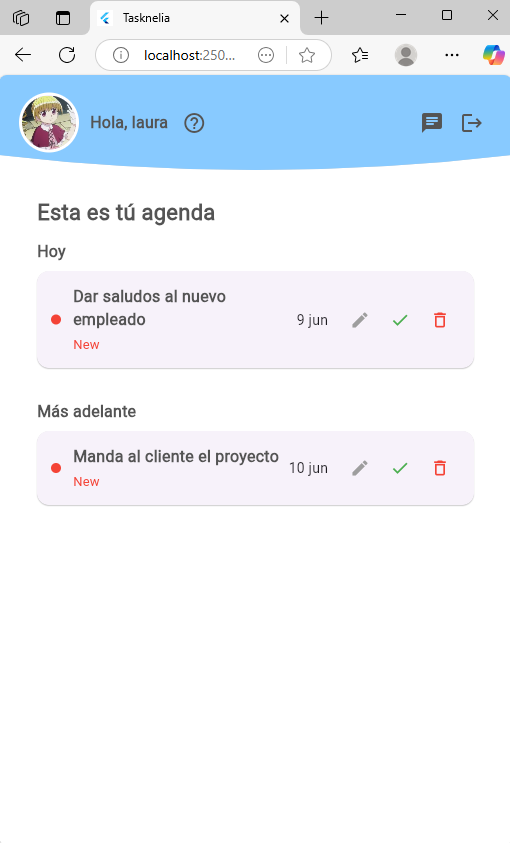 Tasknelia
localhost:250...
Hola, laura
Esta es tú agenda
Hoy
Dar saludos al nuevo
empleado
9 jun
New
Más adelante
Manda al cliente el proyecto
10 jun
New